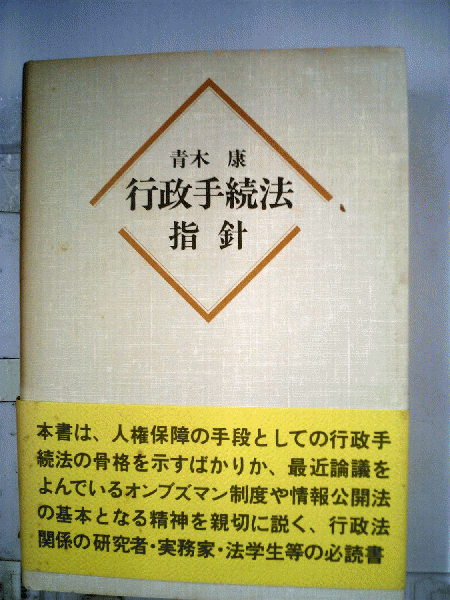 青木 康
行政手続法
指針
本書は、人権保障の手段としての行政手
続法の骨格を示すばかりか、最近論議を
よんでいるオンブズマン制度や情報公開法
の基本となる精神を親切に説く、行政法
関係の研究者・実務家・法学生等の必読書